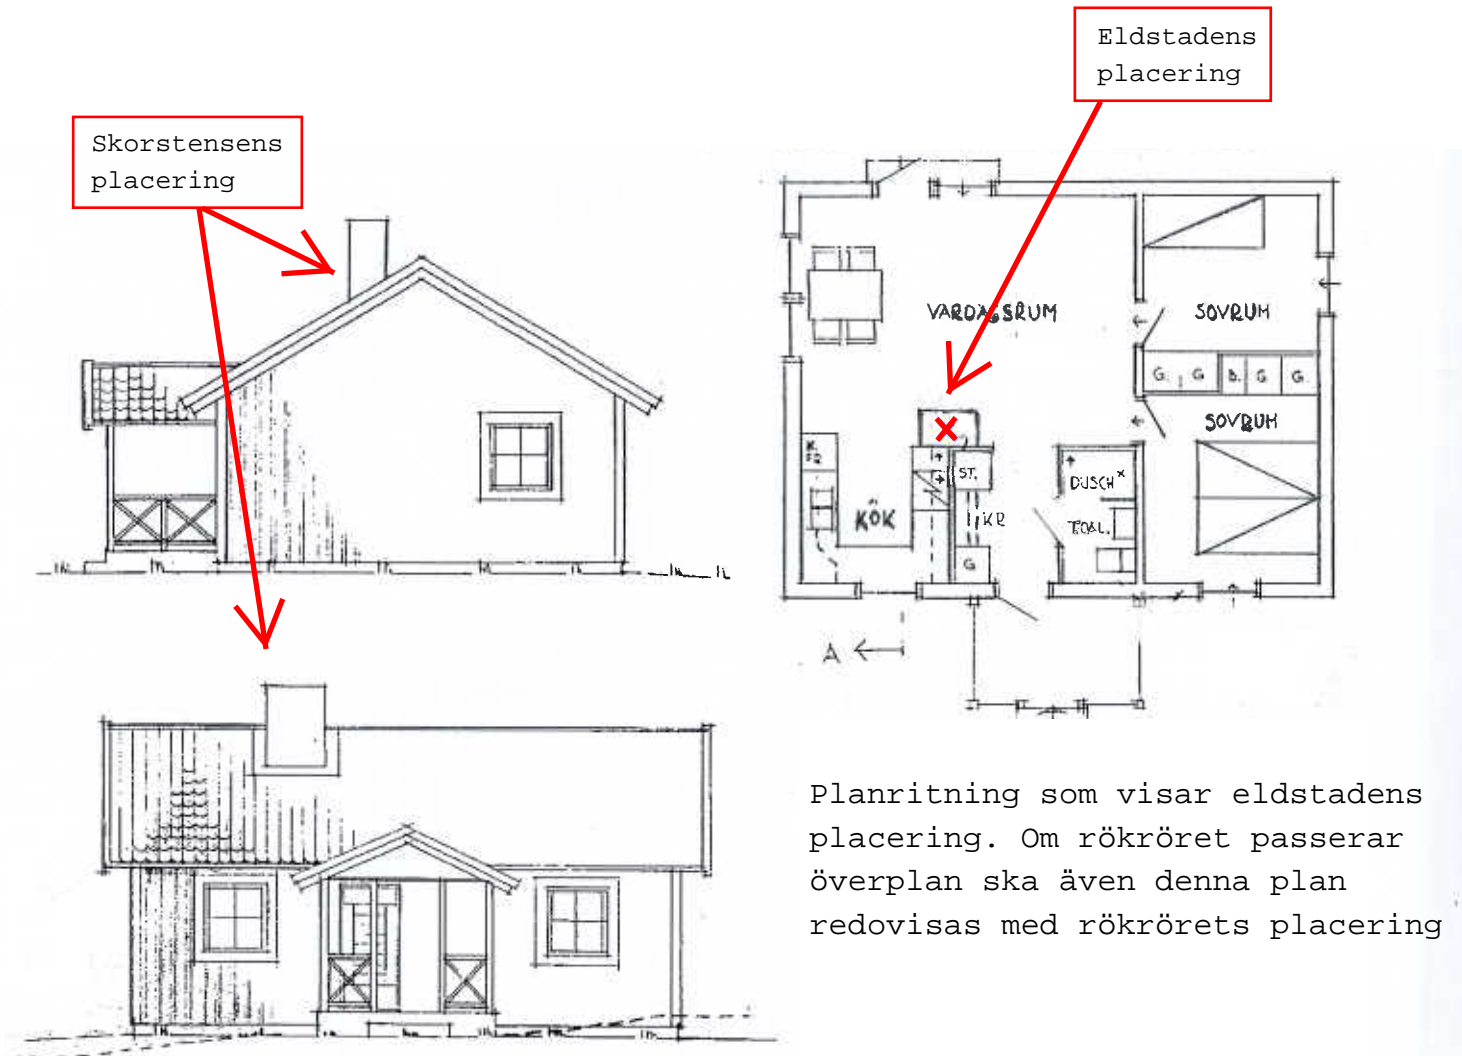 Eldstadens
placering
Skorstensens
placering
VARDAGSRUM
SOVRUM
G. G B. G G.
SOVRUM
K.
ST.
DUSCH
KÖK
KR
TOAL.
G
A
Planritning som visar eldstadens
placering. Om rökröret passerar
överplan ska även denna plan
redovisas med rökrörets placering